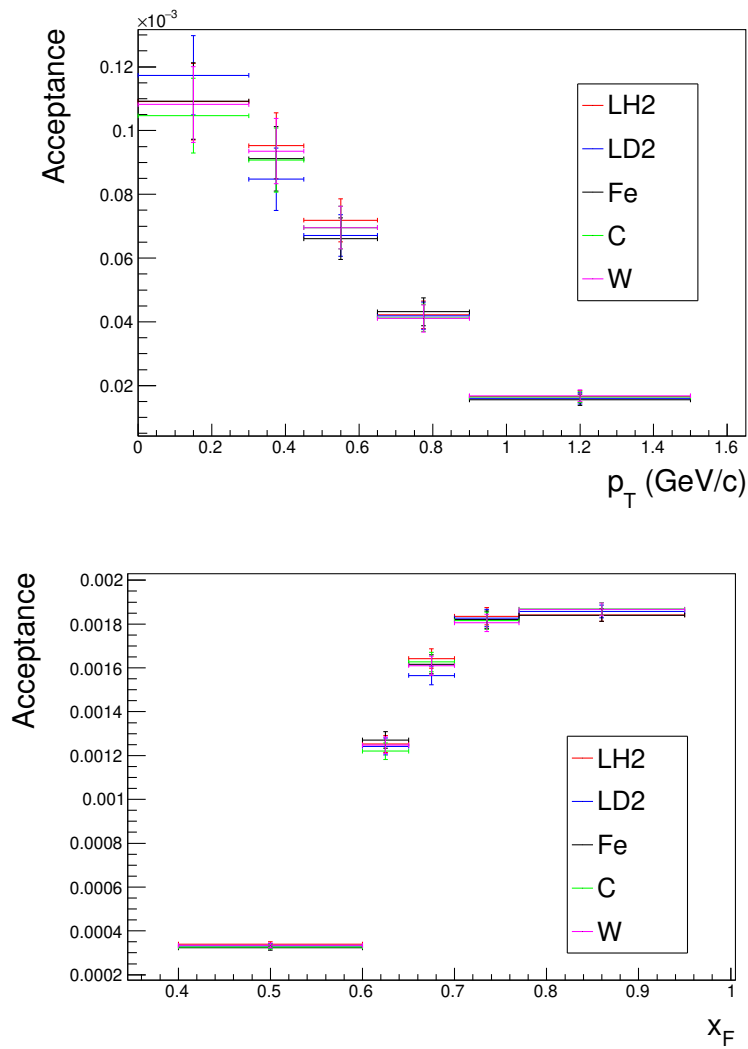 ×10⁻³
Acceptance
0.12
0.1
0.08
0.06
0.04
0.02
LH2
LD2
Fe
C
W
0 0.2 0.4 0.6 0.8 1 1.2 1.4 1.6
p_T (GeV/c)
Acceptance
0.002
0.0018
0.0016
0.0014
0.0012
0.001
0.0008
0.0006
0.0004
0.0002
LH2
LD2
Fe
C
W
0.4 0.5 0.6 0.7 0.8 0.9 1
x_F